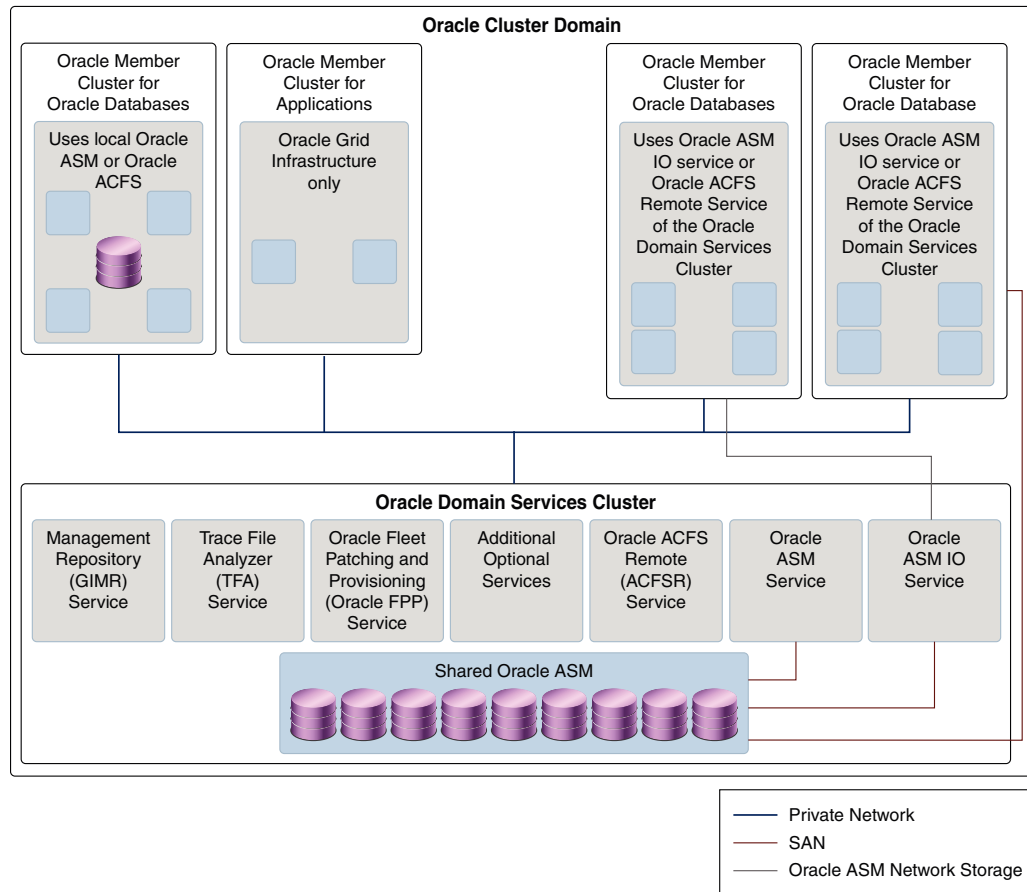 Oracle Cluster Domain
Oracle Member
Cluster for
Oracle Databases
Uses local Oracle
ASM or Oracle
ACFS
Oracle Member
Cluster for
Applications
Oracle Grid
Infrastructure
only
Oracle Member
Cluster for
Oracle Databases
Uses Oracle ASM
IO service or
Oracle ACFS
Remote Service
of the Oracle
Domain Services
Cluster
Oracle Member
Cluster for
Oracle Database
Uses Oracle ASM
IO service or
Oracle ACFS
Remote Service
of the Oracle
Domain Services
Cluster
Oracle Domain Services Cluster
Management
Repository
(GIMR)
Service
Trace File
Analyzer
(TFA)
Service
Oracle Fleet
Patching and
Provisioning
(Oracle FPP)
Service
Additional
Optional
Services
Oracle ACFS
Remote
(ACFSR)
Service
Oracle
ASM
Service
Oracle
ASM IO
Service
Shared Oracle ASM
Private Network
SAN
Oracle ASM Network Storage